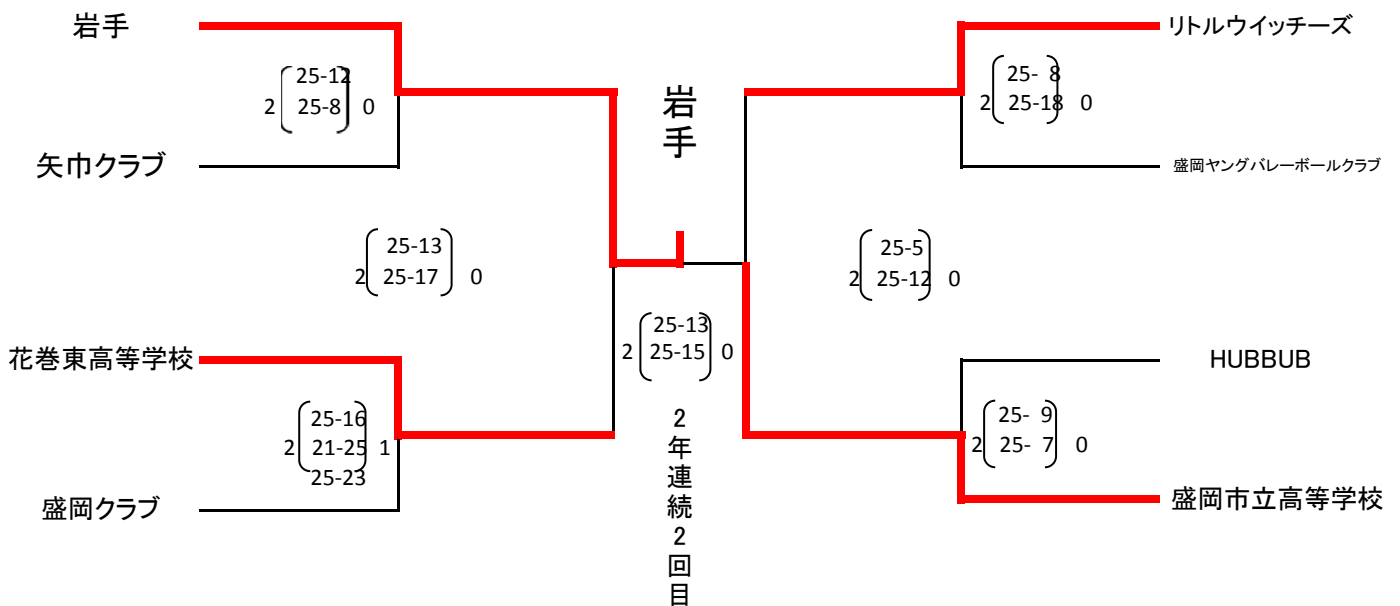 岩手
25-12
2 25-8 0
矢巾クラブ
25-13
2 25-17 0
花巻東高等学校
25-16
2 21-25 1
25-23
盛岡クラブ
岩手
25-13
2 25-15 0
2年連続2回目
リトルウイッチーズ
25- 8
2 25-18 0
盛岡ヤングバレーボールクラブ
25-5
2 25-12 0
HUBBUB
25- 9
2 25- 7 0
盛岡市立高等学校